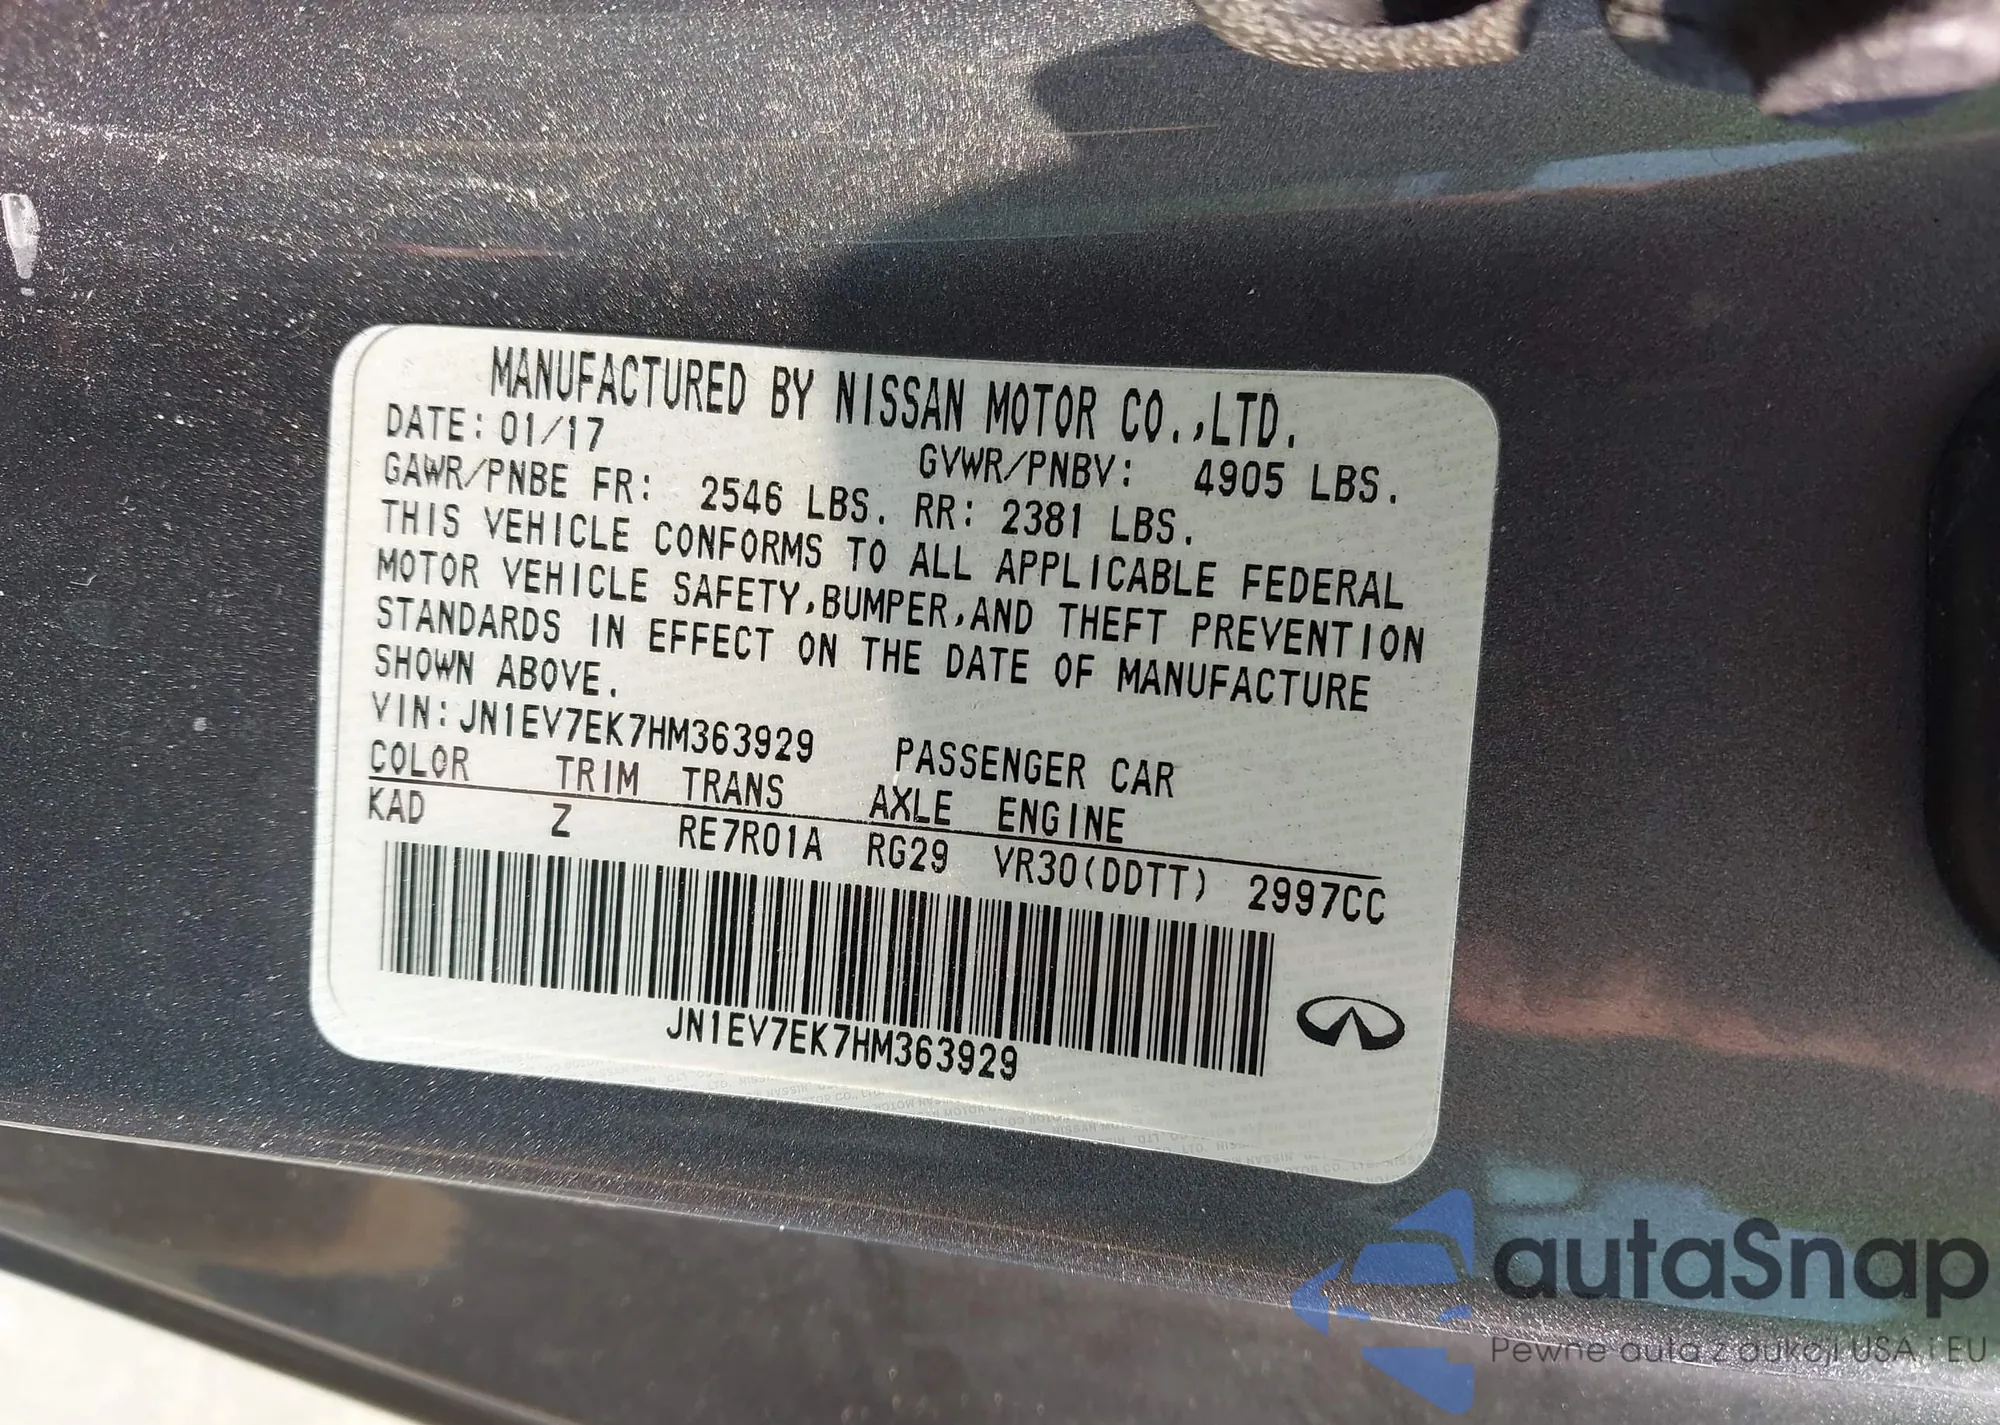 MANUFACTURED BY NISSAN MOTOR CO.,LTD.
DATE: 01/17
GVWR/PNBV: 4905 LBS.
GAWR/PNBE FR: 2546 LBS. RR: 2381 LBS.
THIS VEHICLE CONFORMS TO ALL APPLICABLE FEDERAL
MOTOR VEHICLE SAFETY,BUMPER,AND THEFT PREVENTION
STANDARDS IN EFFECT ON THE DATE OF MANUFACTURE
SHOWN ABOVE.
VIN:JN1EV7EK7HM363929 PASSENGER CAR
COLOR TRIM TRANS AXLE ENGINE
KAD Z RE7R01A RG29 VR30(DDTT) 2997CC
JN1EV7EK7HM363929
autaSnap
Pewne auta z aukcji USA i EU